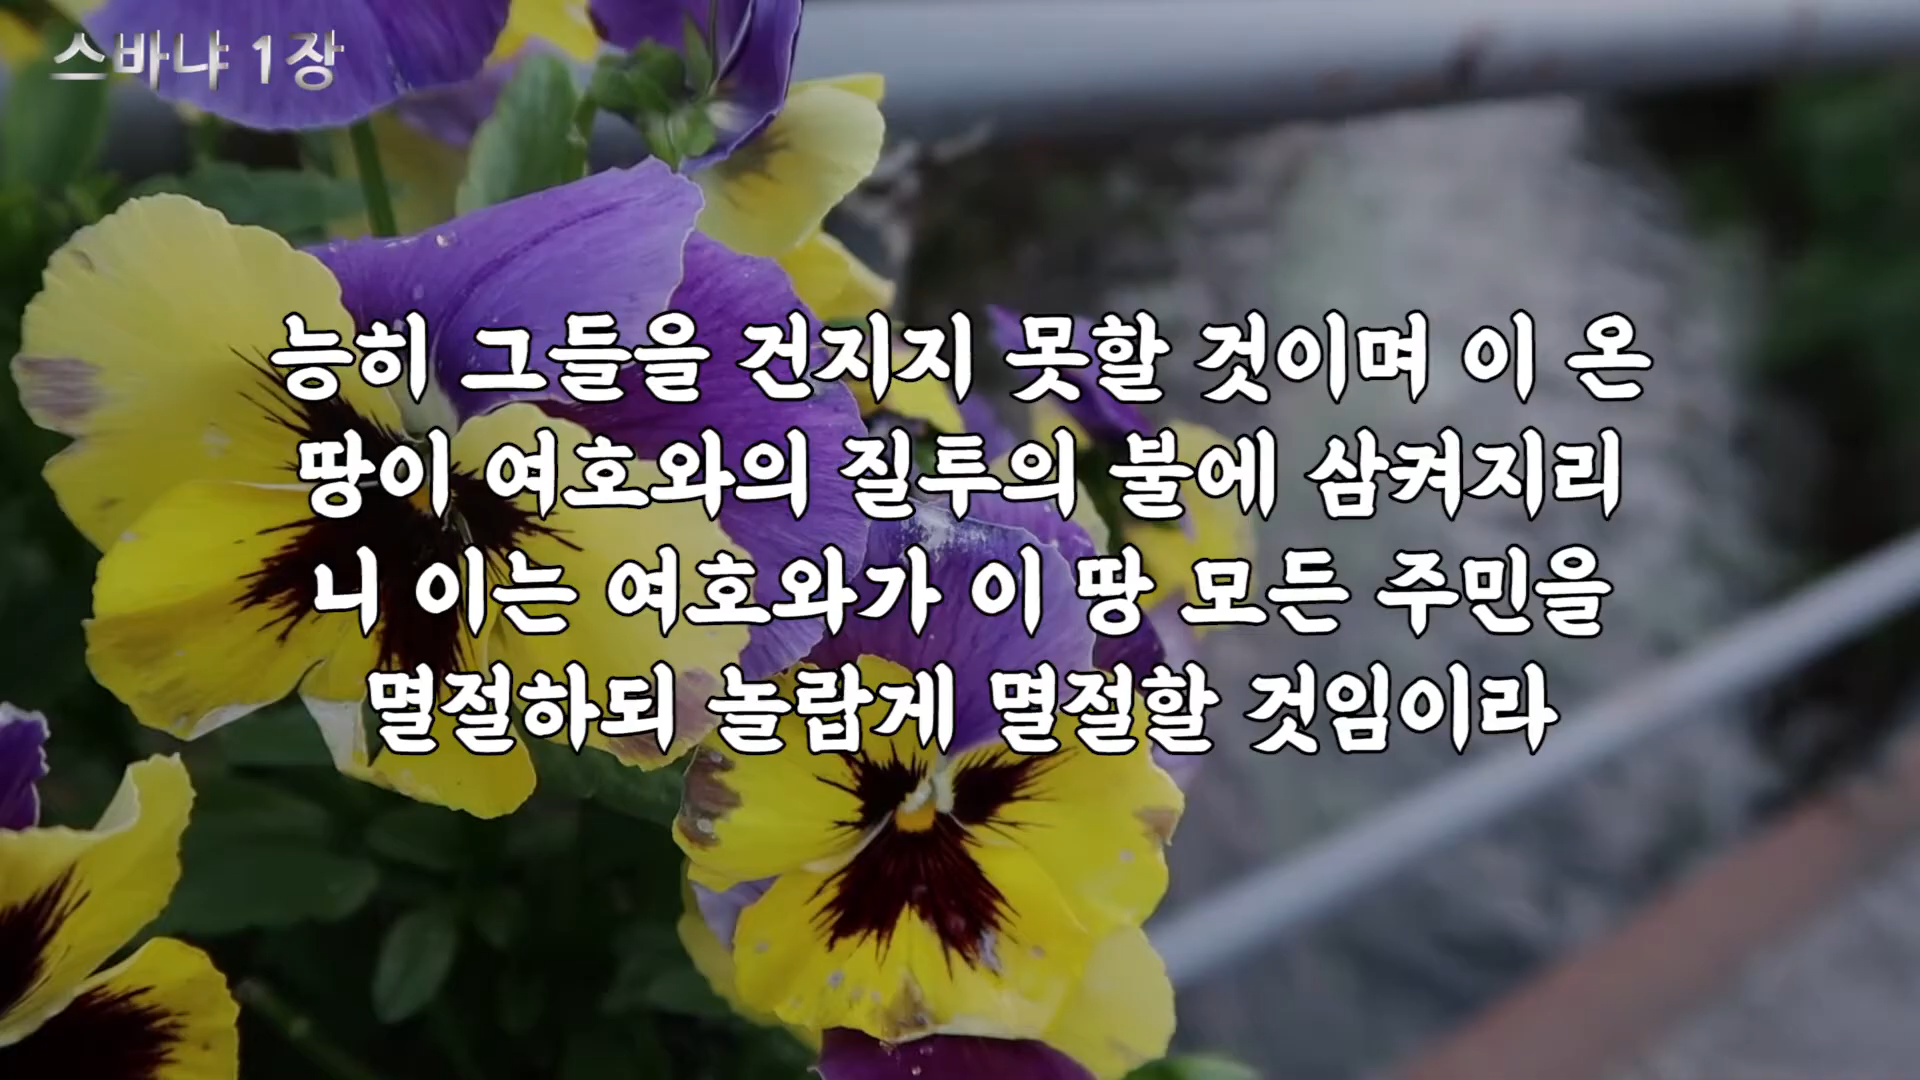 스바냐 1장
능히 그들을 건지지 못할 것이며 이 온
땅이 여호와의 질투의 불에 삼켜지리
니 이는 여호와가 이 땅 모든 주민을
멸절하되 놀랍게 멸절할 것임이라